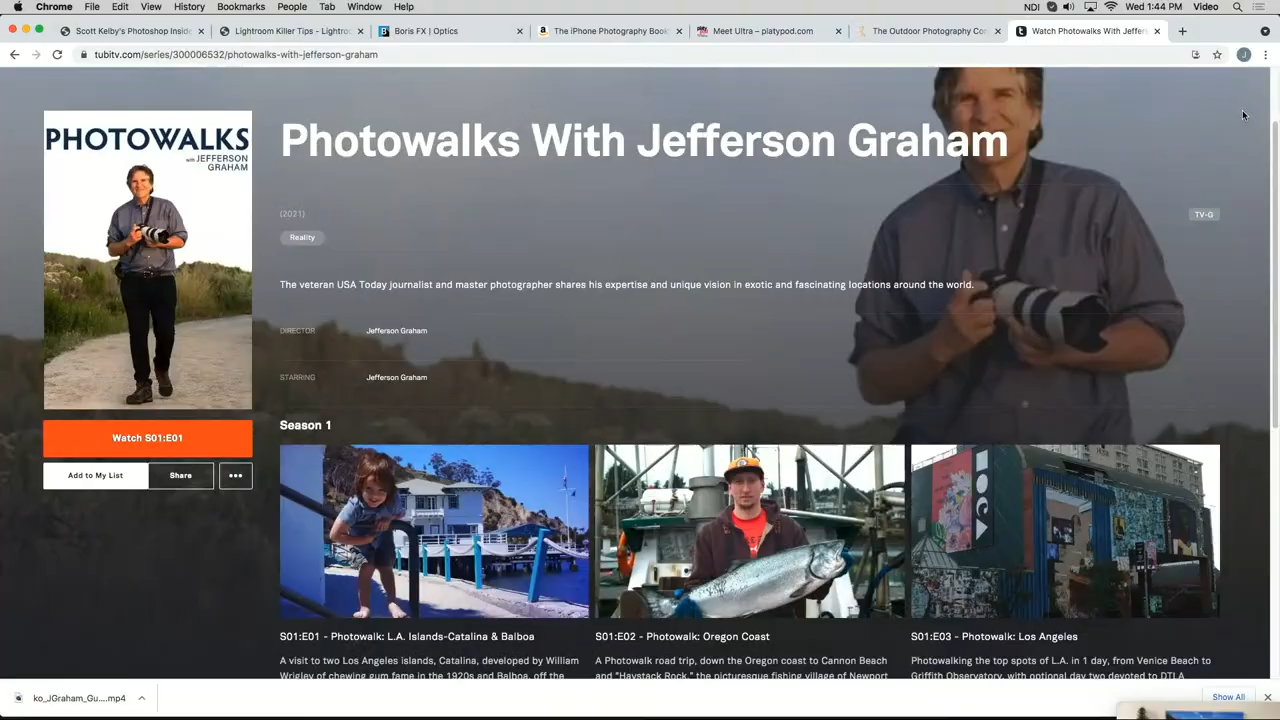 Chrome File Edit View History Bookmarks People Tab Window Help NDI Wed 1:44 PM Video
Scott Kelby's Photoshop Inside Lightroom Killer Tips - Lightroo Boris FX | Optics The iPhone Photography Book Meet Ultra – platypod.com The Outdoor Photography Con Watch Photowalks With Jeffers
tubitv.com/series/300006532/photowalks-with-jefferson-graham
PHOTOWALKS
with JEFFERSON
GRAHAM
Photowalks With Jefferson Graham
(2021)
TV-G
Reality
The veteran USA Today journalist and master photographer shares his expertise and unique vision in exotic and fascinating locations around the world.
DIRECTOR Jefferson Graham
STARRING Jefferson Graham
Watch S01:E01
Add to My List Share
Season 1
IOCA
S01:E01 - Photowalk: L.A. Islands-Catalina & Balboa
A visit to two Los Angeles islands, Catalina, developed by William
Wrigley of chewing gum fame in the 1920s and Balboa, off the
S01:E02 - Photowalk: Oregon Coast
A Photowalk road trip, down the Oregon coast to Cannon Beach
and "Haystack Rock," the picturesque fishing village of Newport
S01:E03 - Photowalk: Los Angeles
Photowalking the top spots of L.A. in 1 day, from Venice Beach to
Griffith Observatory, with optional day two devoted to DTLA
ko_JGraham_Gu....mp4
Show All